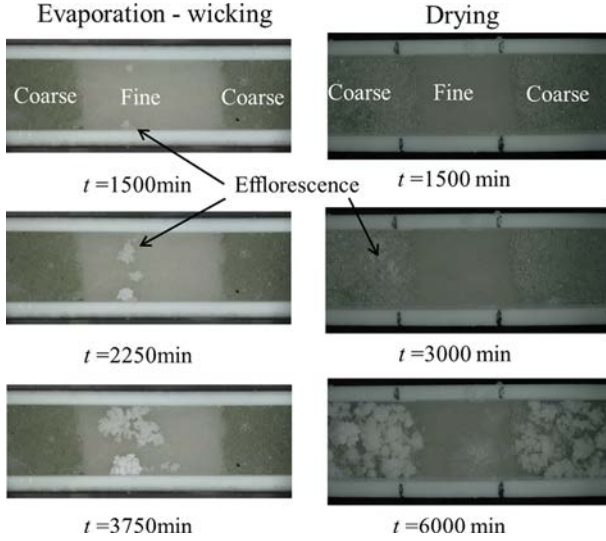 Evaporation - wicking
Drying
Coarse Fine Coarse
Coarse Fine Coarse
t =1500min
Efflorescence
t =1500 min
t =2250min
t =3000 min
t =3750min
t =6000 min